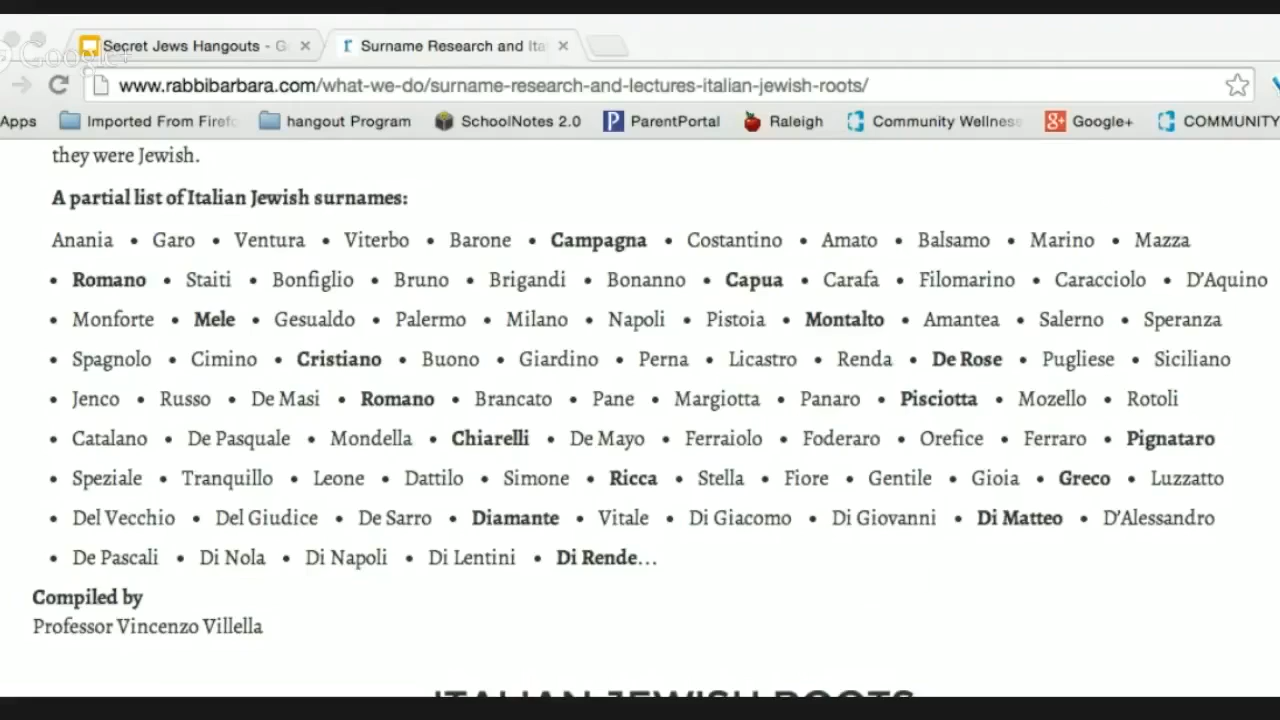 Secret Jews Hangouts - G
Surname Research and Ita
Google+
www.rabbibarbara.com/what-we-do/surname-research-and-lectures-italian-jewish-roots/
Apps Imported From Firefo hangout Program SchoolNotes 2.0 ParentPortal Raleigh Community Wellness Google+ COMMUNITY
they were Jewish.
A partial list of Italian Jewish surnames:
Anania • Garo • Ventura • Viterbo • Barone • Campagna • Costantino • Amato • Balsamo • Marino • Mazza
• Romano • Staiti • Bonfiglio • Bruno • Brigandi • Bonanno • Capua • Carafa • Filomarino • Caracciolo • D'Aquino
• Monforte • Mele • Gesualdo • Palermo • Milano • Napoli • Pistoia • Montalto • Amantea • Salerno • Speranza
• Spagnolo • Cimino • Cristiano • Buono • Giardino • Perna • Licastro • Renda • De Rose • Pugliese • Siciliano
• Jenco • Russo • De Masi • Romano • Brancato • Pane • Margiotta • Panaro • Pisciotta • Mozello • Rotoli
• Catalano • De Pasquale • Mondella • Chiarelli • De Mayo • Ferraiolo • Foderaro • Orefice • Ferraro • Pignataro
• Speziale • Tranquillo • Leone • Dattilo • Simone • Ricca • Stella • Fiore • Gentile • Gioia • Greco • Luzzatto
• Del Vecchio • Del Giudice • De Sarro • Diamante • Vitale • Di Giacomo • Di Giovanni • Di Matteo • D'Alessandro
• De Pascali • Di Nola • Di Napoli • Di Lentini • Di Rende…
Compiled by
Professor Vincenzo Villella
ITALIAN JEWISH ROOTS